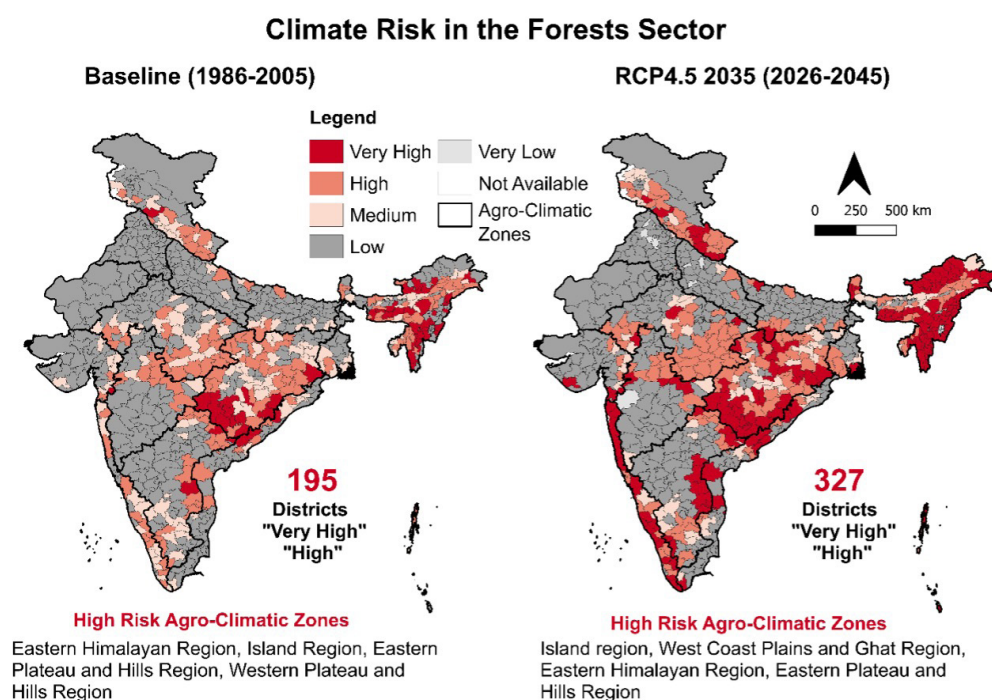 Climate Risk in the Forests Sector
Baseline (1986-2005)
RCP4.5 2035 (2026-2045)
Legend
Very High
High
Medium
Low
Very Low
Not Available
Agro-Climatic
Zones
0 250 500 km
195
Districts
"Very High"
"High"
327
Districts
"Very High"
"High"
High Risk Agro-Climatic Zones
Eastern Himalayan Region, Island Region, Eastern
Plateau and Hills Region, Western Plateau and
Hills Region
High Risk Agro-Climatic Zones
Island region, West Coast Plains and Ghat Region,
Eastern Himalayan Region, Eastern Plateau and
Hills Region